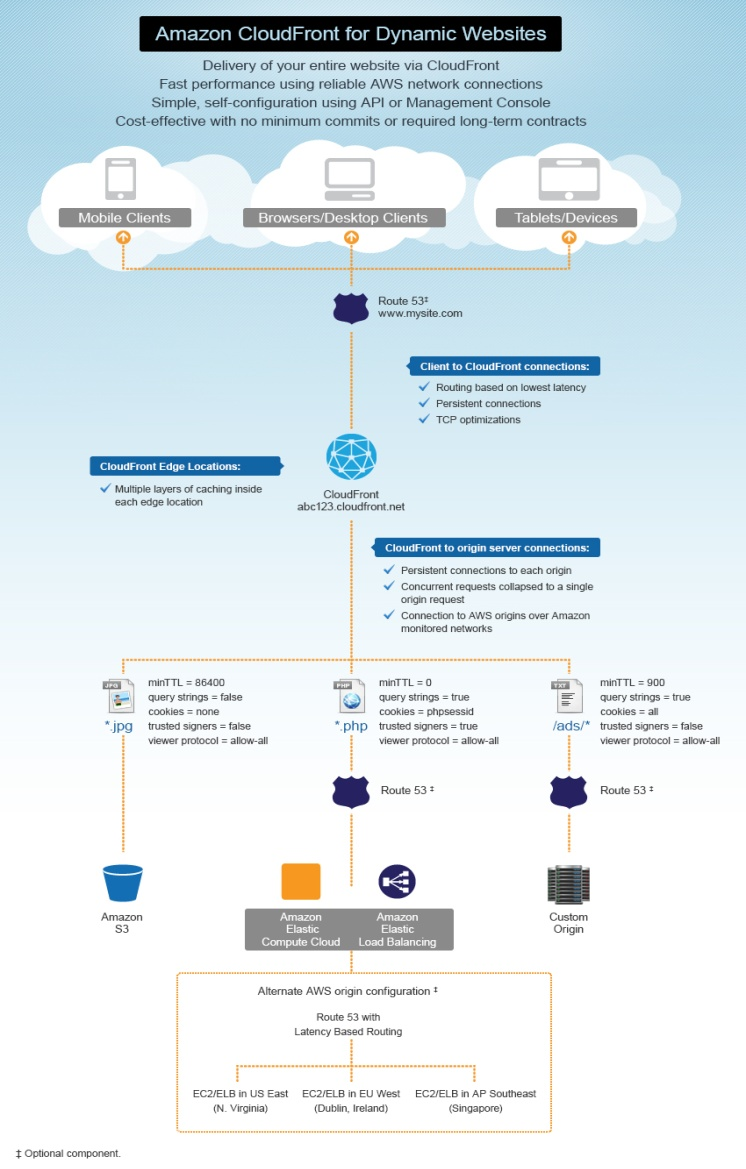 Amazon CloudFront for Dynamic Websites
Delivery of your entire website via CloudFront
Fast performance using reliable AWS network connections
Simple, self-configuration using API or Management Console
Cost-effective with no minimum commits or required long-term contracts
Mobile Clients
Browsers/Desktop Clients
Tablets/Devices
Route 53‡
www.mysite.com
Client to CloudFront connections:
Routing based on lowest latency
Persistent connections
TCP optimizations
CloudFront Edge Locations:
Multiple layers of caching inside
each edge location
CloudFront
abc123.cloudfront.net
CloudFront to origin server connections:
Persistent connections to each origin
Concurrent requests collapsed to a single
origin request
Connection to AWS origins over Amazon
monitored networks
JPG
*.jpg
minTTL = 86400
query strings = false
cookies = none
trusted signers = false
viewer protocol = allow-all
PHP
*.php
minTTL = 0
query strings = true
cookies = phpsessid
trusted signers = true
viewer protocol = allow-all
TXT
/ads/*
minTTL = 900
query strings = true
cookies = all
trusted signers = false
viewer protocol = allow-all
Route 53 ‡
Route 53 ‡
Amazon
S3
Amazon
Elastic
Compute Cloud
Amazon
Elastic
Load Balancing
Custom
Origin
Alternate AWS origin configuration ‡
Route 53 with
Latency Based Routing
EC2/ELB in US East
(N. Virginia)
EC2/ELB in EU West
(Dublin, Ireland)
EC2/ELB in AP Southeast
(Singapore)
‡ Optional component.